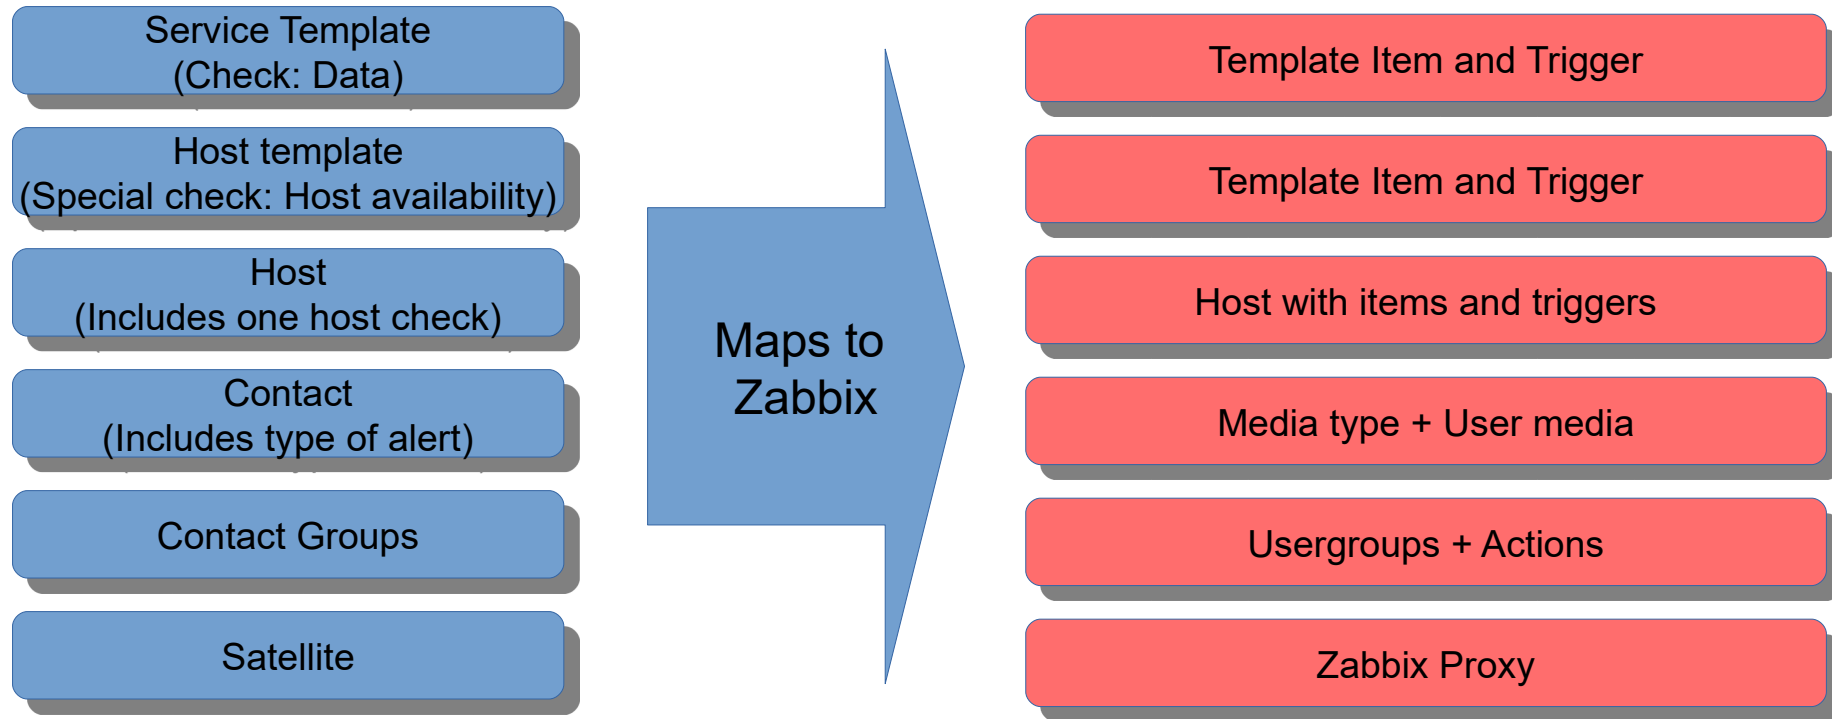 Service Template
(Check: Data)
Host template
(Special check: Host availability)
Host
(Includes one host check)
Contact
(Includes type of alert)
Contact Groups
Satellite
Maps to
Zabbix
Template Item and Trigger
Template Item and Trigger
Host with items and triggers
Media type + User media
Usergroups + Actions
Zabbix Proxy